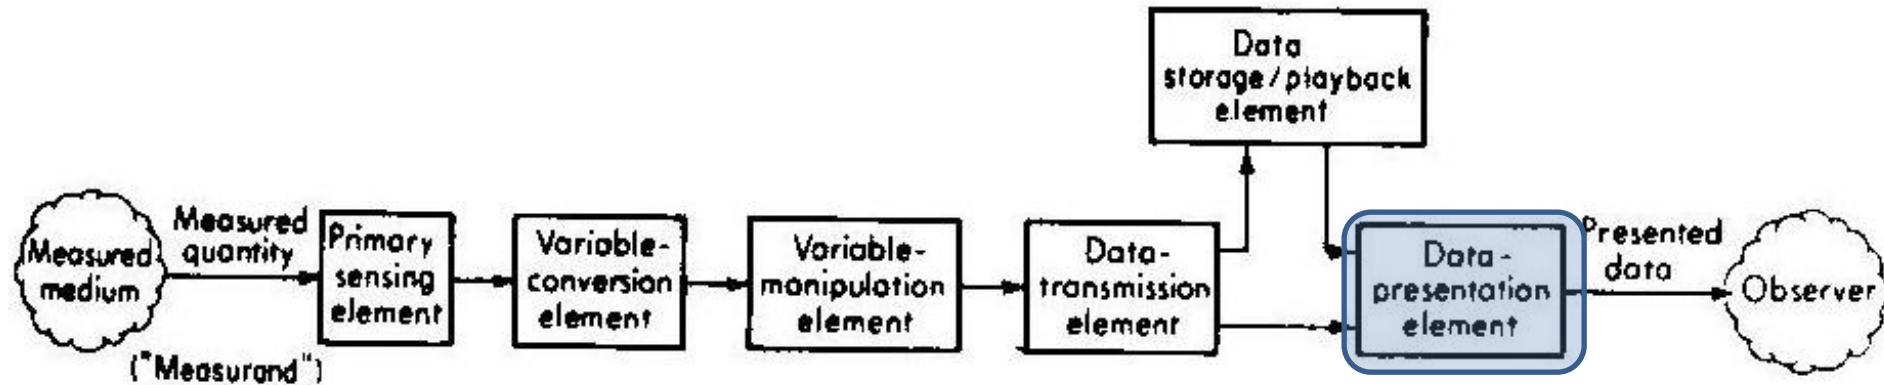 Data
storage/playback
element
Measured
medium
Measured
quantity
("Measurand")
Primary
sensing
element
Variable-
conversion
element
Variable-
manipulation
element
Data-
transmission
element
Data-
presentation
element
Presented
data
Observer